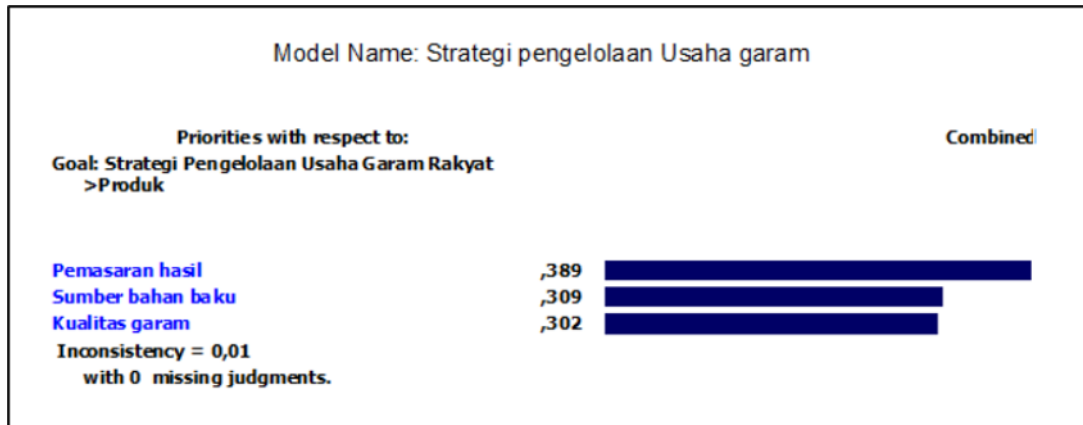 Model Name: Strategi pengelolaan Usaha garam
Priorities with respect to: Combined
Goal: Strategi Pengelolaan Usaha Garam Rakyat
>Produk
Pemasaran hasil ,389
Sumber bahan baku ,309
Kualitas garam ,302
Inconsistency = 0,01
with 0 missing judgments.